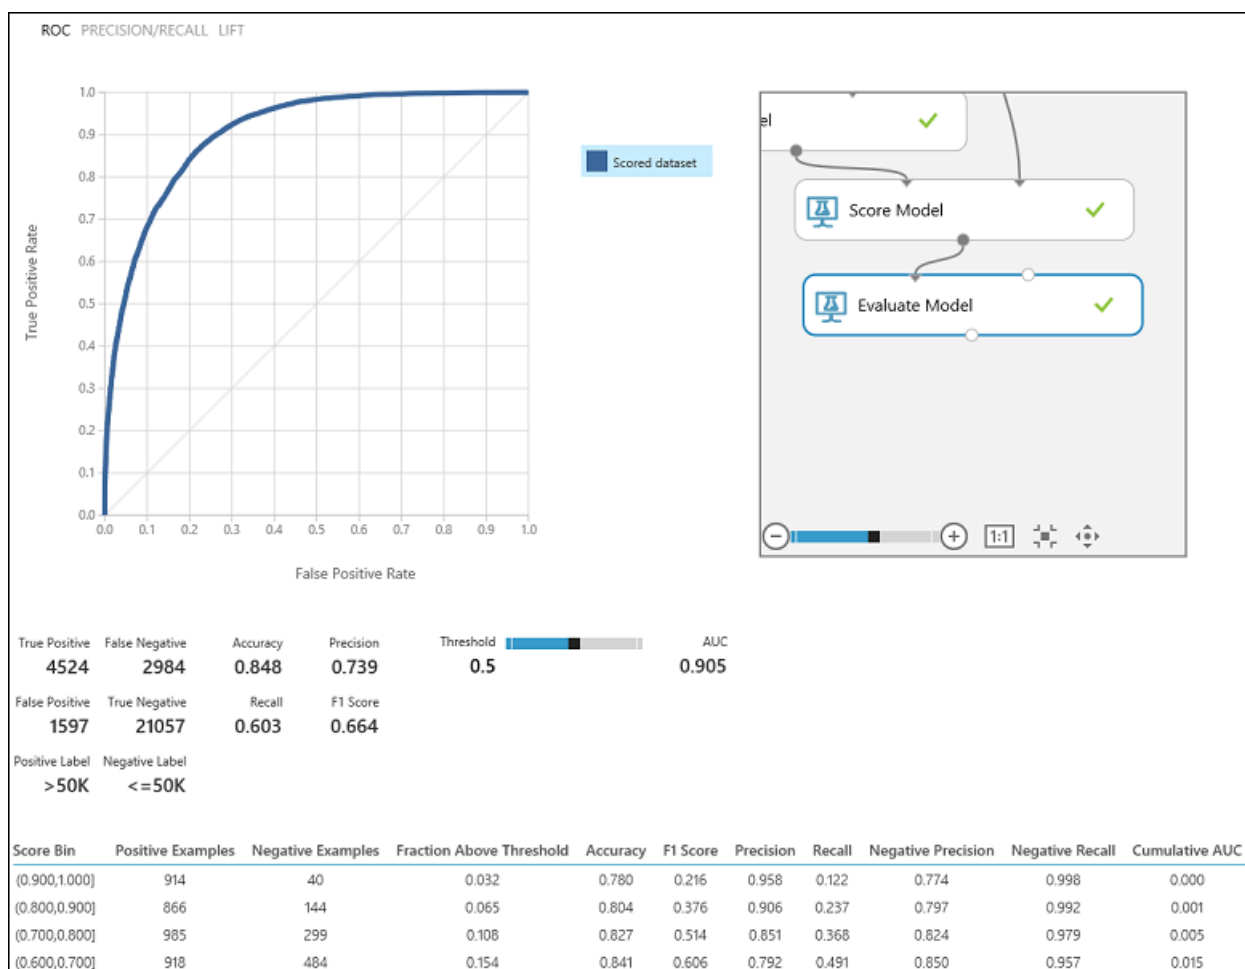 ROC PRECISION/RECALL LIFT
1.0
0.9
0.8
0.7
0.6
0.5
0.4
0.3
0.2
0.1
0.0
0.0 0.1 0.2 0.3 0.4 0.5 0.6 0.7 0.8 0.9 1.0
True Positive Rate
False Positive Rate
Scored dataset
el
Score Model
Evaluate Model
1:1
True Positive False Negative Accuracy Precision Threshold AUC
4524 2984 0.848 0.739 0.5 0.905
False Positive True Negative Recall F1 Score
1597 21057 0.603 0.664
Positive Label Negative Label
>50K <=50K
Score Bin Positive Examples Negative Examples Fraction Above Threshold Accuracy F1 Score Precision Recall Negative Precision Negative Recall Cumulative AUC
(0.900,1.000] 914 40 0.032 0.780 0.216 0.958 0.122 0.774 0.998 0.000
(0.800,0.900] 866 144 0.065 0.804 0.376 0.906 0.237 0.797 0.992 0.001
(0.700,0.800] 985 299 0.108 0.827 0.514 0.851 0.368 0.824 0.979 0.005
(0.600,0.700] 918 484 0.154 0.841 0.606 0.792 0.491 0.850 0.957 0.015